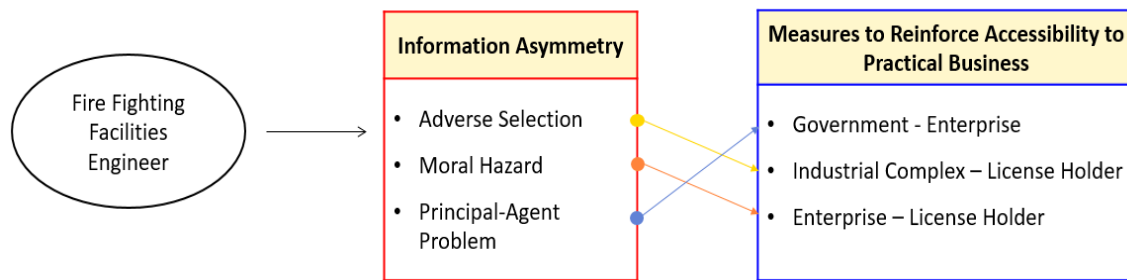 Fire Fighting
Facilities
Engineer
Information Asymmetry
• Adverse Selection
• Moral Hazard
• Principal-Agent
Problem
Measures to Reinforce Accessibility to
Practical Business
• Government - Enterprise
• Industrial Complex – License Holder
• Enterprise – License Holder